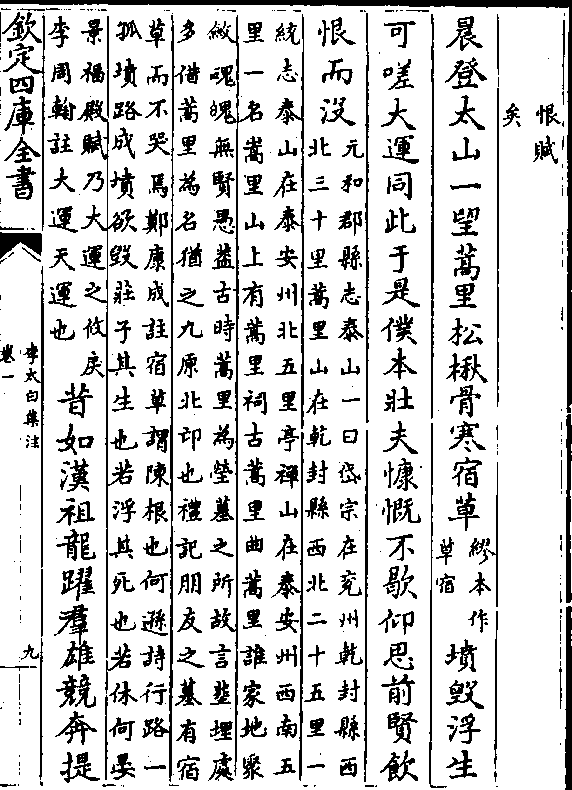 恨賦
矣
晨登太山一望蒿里松楸骨寒宿草
繆本作
草宿
墳毀浮生
可嗟大運同此于是僕本壯夫慷慨不歇仰思前賢飲
恨而沒
元和郡縣志泰山一曰岱宗在兖州乾封縣西
北三十里蒿里山在乾封縣西北二十五里一
統志泰山在泰安州北五里亭禪山在泰安州西南五
里一名蒿里山上有蒿里祠古蒿里曲蒿里誰家地聚
斂魂魄無賢愚蓋古時蒿里為塋墓之所故言塟埋處
多借蒿里為名猶之九原北邙也禮記朋友之墓有宿
草而不哭焉鄭康成註宿草謂陳根也何遜詩行路一
孤墳路成墳欲毀莊子其生也若浮其死也若休何晏
景福殿賦乃大運之攸戾
李周翰註大運天運也
昔如漢祖龍躍羣雄競奔提
欽定四庫全書
李太白集注
卷一
九